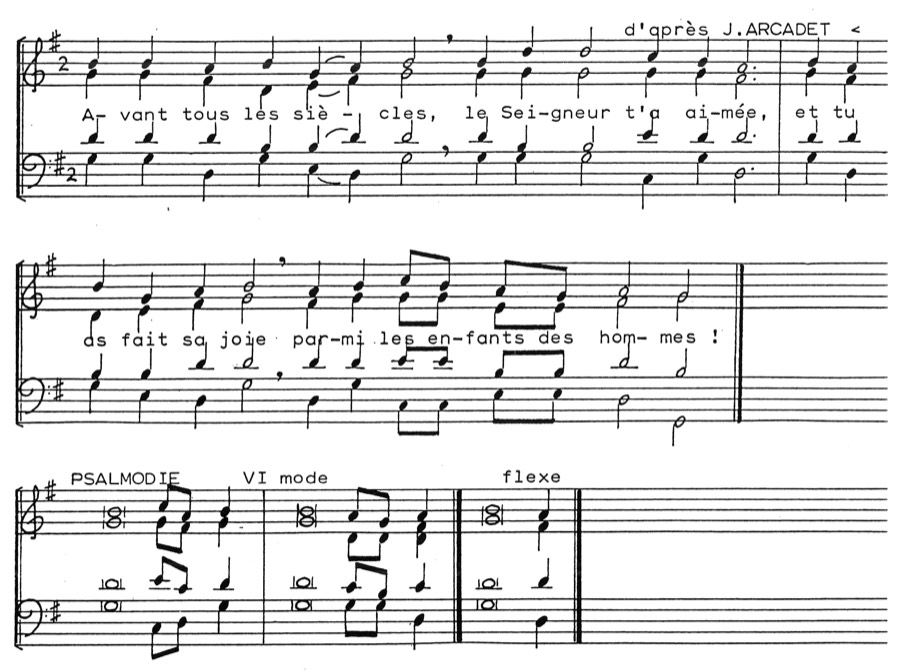 d'après J.ARCADET <
A- vant tous les siè - cles, le Sei-gneur t'a ai-mée, et tu
as fait sa joie par-mi les en-fants des hom- mes !
PSALMODIE VI mode flexe